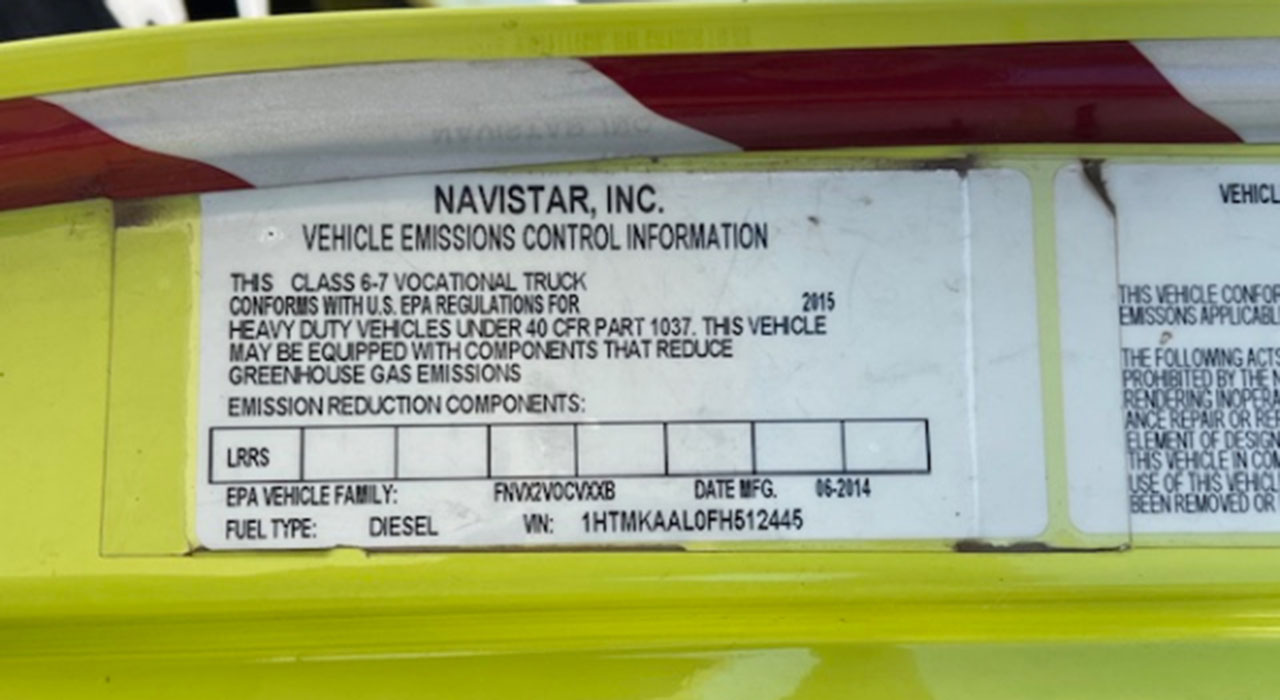 NAVISTAR, INC.
VEHICLE EMISSIONS CONTROL INFORMATION
THIS CLASS 6-7 VOCATIONAL TRUCK
CONFORMS WITH U.S. EPA REGULATIONS FOR 2015
HEAVY DUTY VEHICLES UNDER 40 CFR PART 1037. THIS VEHICLE
MAY BE EQUIPPED WITH COMPONENTS THAT REDUCE
GREENHOUSE GAS EMISSIONS
EMISSION REDUCTION COMPONENTS:
LRRS
EPA VEHICLE FAMILY: FNVX2VOCVXXB DATE MFG. 06-2014
FUEL TYPE: DIESEL VIN: 1HTMKAAL0FH512445
VEHICL
THIS VEHICLE CONFOR
EMISSONS APPLICABL
THE FOLLOWING ACTS
PROHIBITED BY THE N
RENDERING INOPERA
ANCE REPAIR OR REP
ELEMENT OF DESIGN
THIS VEHICLE IN COM
USE OF THIS VEHICL
BEEN REMOVED OR